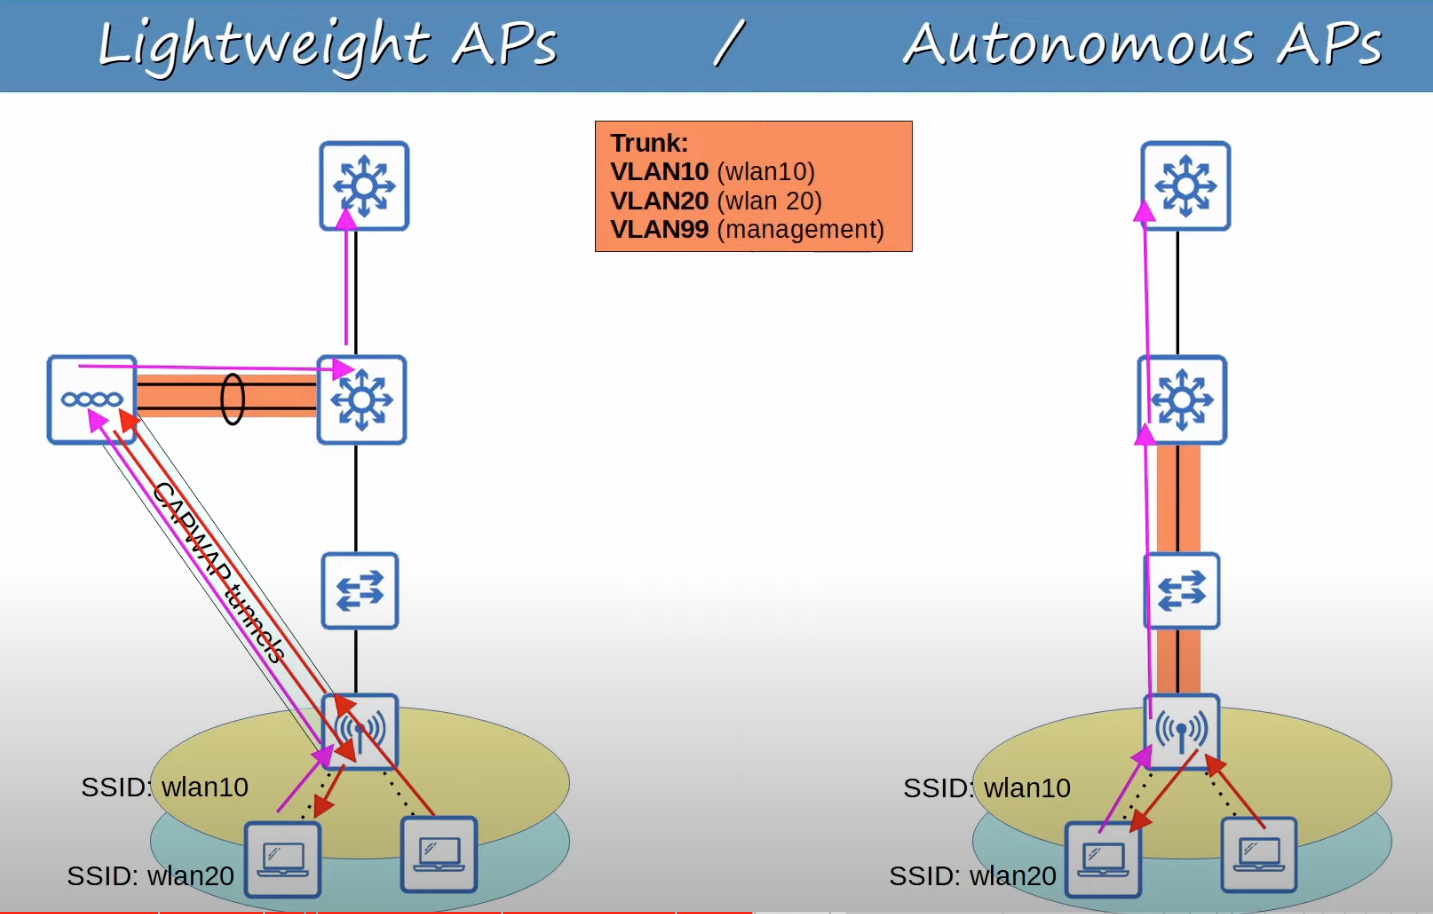 Lightweight APs / Autonomous APs
Trunk:
VLAN10 (wlan10)
VLAN20 (wlan 20)
VLAN99 (management)
CAPWAP tunnels
SSID: wlan10
SSID: wlan20
SSID: wlan10
SSID: wlan20